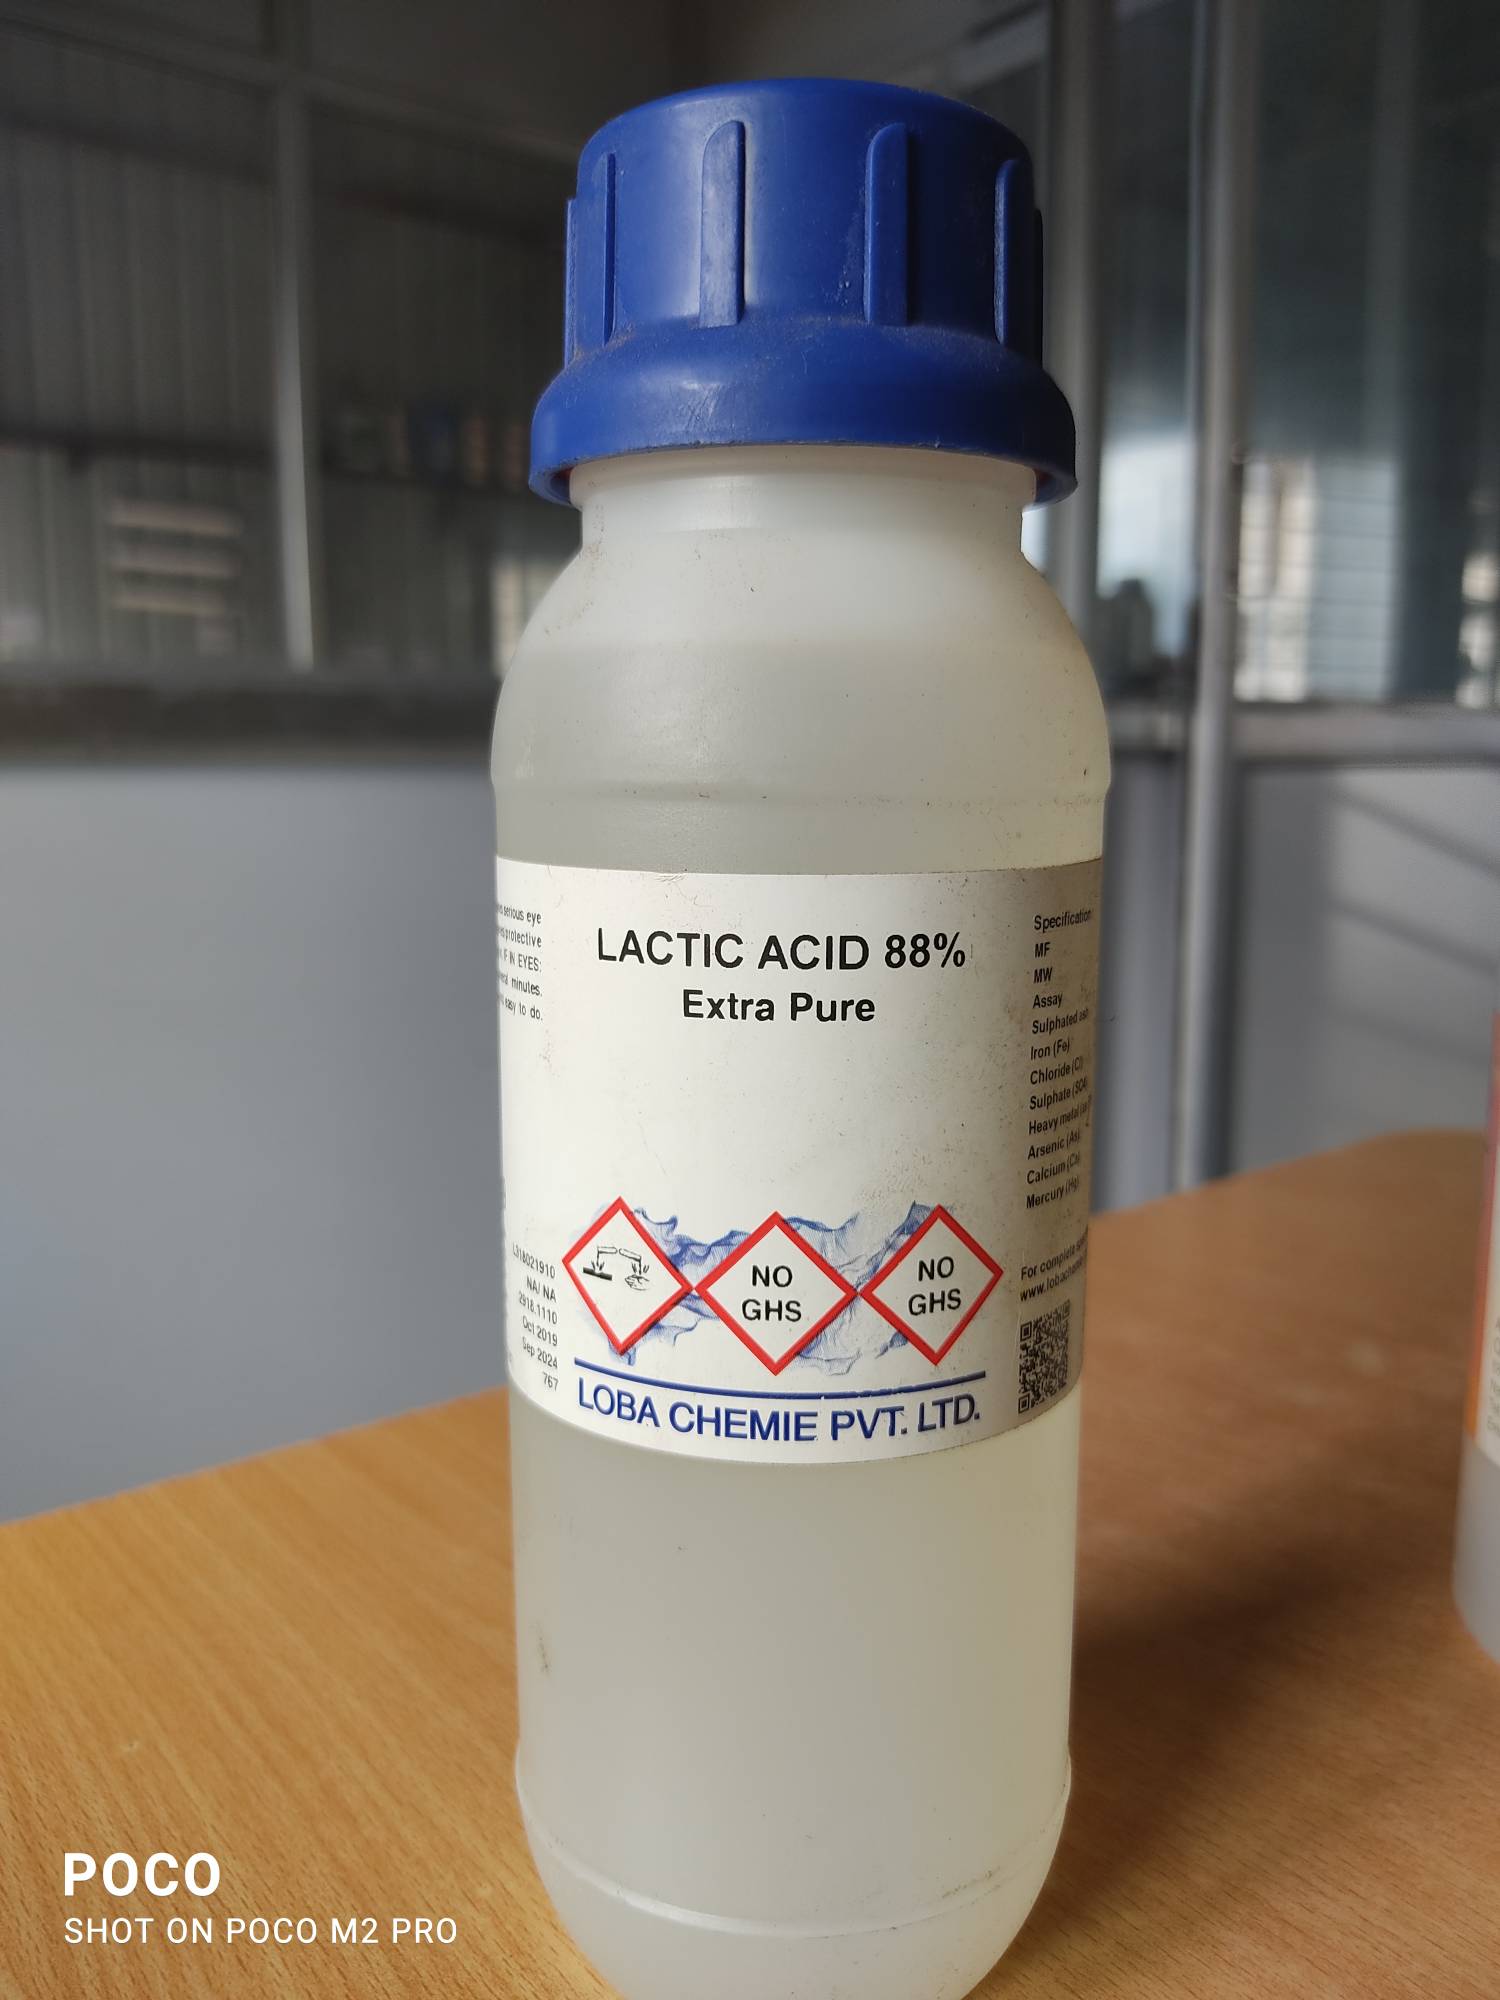 LACTIC ACID 88%
Extra Pure
serious eye
protective
IF IN EYES:
minutes.
easy to do.
L318021910
NA/ NA
2918.1110
Oct 2019
Sep 2024
767
NO
GHS
NO
GHS
LOBA CHEMIE PVT. LTD.
Specification
MF
MW
Assay
Sulphated ash
Iron (Fe)
Chloride (Cl)
Sulphate (SO4)
Heavy metal (as
Arsenic (As)
Calcium (Ca)
Mercury (Hg)
For complete
www.lobachemie
POCO
SHOT ON POCO M2 PRO